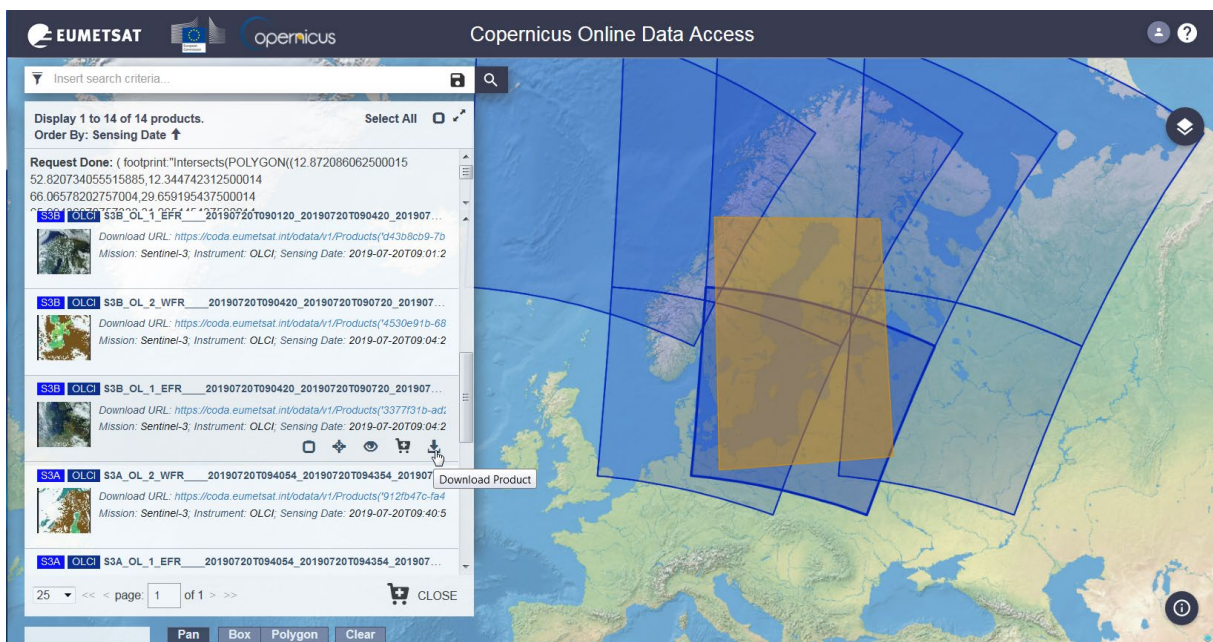 EUMETSAT
opernicus
Copernicus Online Data Access
Insert search criteria...
Display 1 to 14 of 14 products.
Select All
Order By: Sensing Date
Request Done: ( footprint:"Intersects(POLYGON((12.872086062500015
52.820734055515885,12.344742312500014
66.06578202757004,29.659195437500014
S3B OLCI S3B_OL_1_EFR____20190720T090120_20190720T090420_201907...
Download URL: https://coda.eumetsat.int/odata/v1/Products('d43b8cb9-7b
Mission: Sentinel-3; Instrument: OLCI; Sensing Date: 2019-07-20T09:01:2
S3B OLCI S3B_OL_2_WFR____20190720T090420_20190720T090720_201907...
Download URL: https://coda.eumetsat.int/odata/v1/Products('4530e91b-68
Mission: Sentinel-3; Instrument: OLCI; Sensing Date: 2019-07-20T09:04:2
S3B OLCI S3B_OL_1_EFR____20190720T090420_20190720T090720_201907...
Download URL: https://coda.eumetsat.int/odata/v1/Products('3377f31b-ad2
Mission: Sentinel-3; Instrument: OLCI; Sensing Date: 2019-07-20T09:04:2
Download Product
S3A OLCI S3A_OL_2_WFR____20190720T094054_20190720T094354_201907
Download URL: https://coda.eumetsat.int/odata/v1/Products('912fb47c-fa4
Mission: Sentinel-3; Instrument: OLCI; Sensing Date: 2019-07-20T09:40:5
S3A OLCI S3A_OL_1_EFR____20190720T094054_20190720T094354_201907...
25 << < page: 1 of 1 > >>
CLOSE
Pan Box Polygon Clear